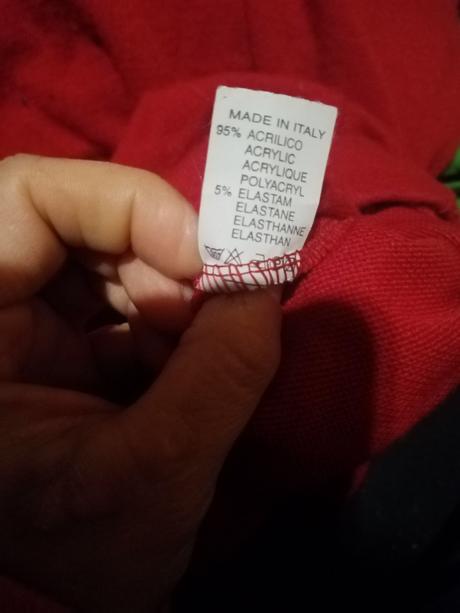 MADE IN ITALY
95% ACRILICO
ACRYLIC
ACRYLIQUE
POLYACRYL
5% ELASTAM
ELASTANE
ELASTHANNE
ELASTHAN